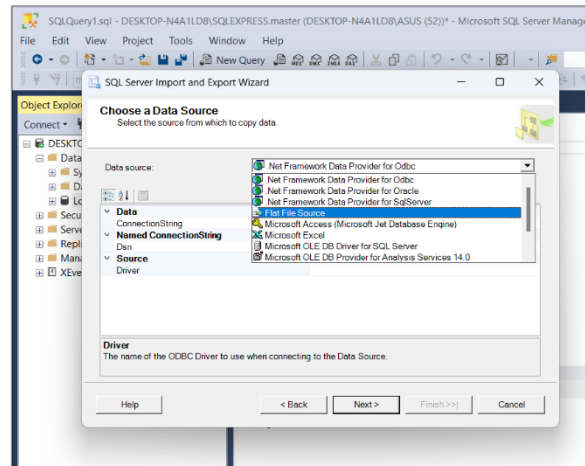 SQLQuery1.sql - DESKTOP-N4A1LD8\SQLEXPRESS.master (DESKTOP-N4A1LD8\ASUS (52))* - Microsoft SQL Server Manage
File Edit View Project Tools Window Help
New Query
SQL Server Import and Export Wizard
Object Explor
Connect
DESKTO
Data
Sy
Da
Lo
Secu
Serve
Repli
Mana
XEve
Choose a Data Source
Select the source from which to copy data.
Data source:
.Net Framework Data Provider for Odbc
.Net Framework Data Provider for Odbc
.Net Framework Data Provider for Oracle
.Net Framework Data Provider for SqlServer
Flat File Source
Microsoft Access (Microsoft Jet Database Engine)
Microsoft Excel
Microsoft OLE DB Driver for SQL Server
Microsoft OLE DB Provider for Analysis Services 14.0
Data
ConnectionString
Named ConnectionString
Dsn
Source
Driver
Driver
The name of the ODBC Driver to use when connecting to the Data Source.
Help
< Back
Next >
Finish >>|
Cancel